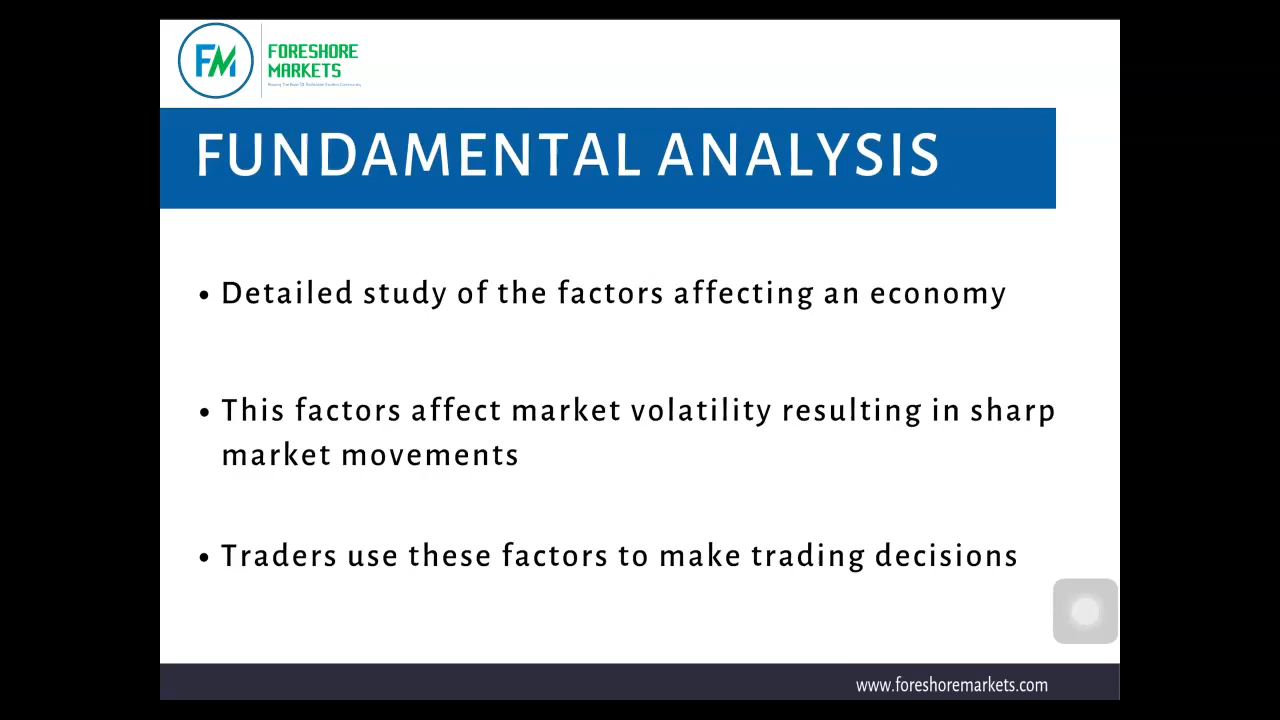 FM
FORESHORE
MARKETS
FUNDAMENTAL ANALYSIS
• Detailed study of the factors affecting an economy
• This factors affect market volatility resulting in sharp
market movements
• Traders use these factors to make trading decisions
www.foreshoremarkets.com